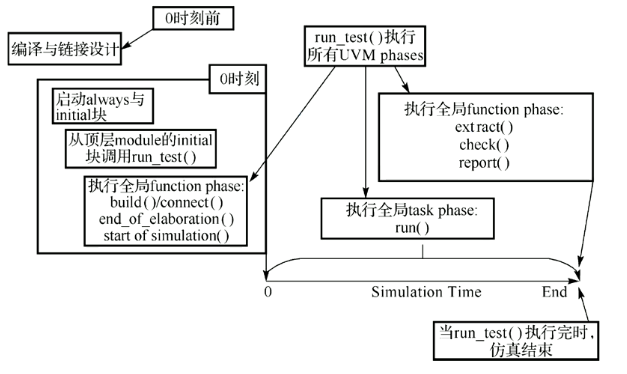 0时刻前
编译与链接设计
0时刻
启动always与
initial块
从顶层module的initial
块调用run_test()
执行全局function phase:
build()/connect()
end_of_elaboration()
start of simulation()
run_test()执行
所有UVM phases
执行全局function phase:
extract()
check()
report()
执行全局task phase:
run()
0
Simulation Time
End
当run_test()执行完时,
仿真结束